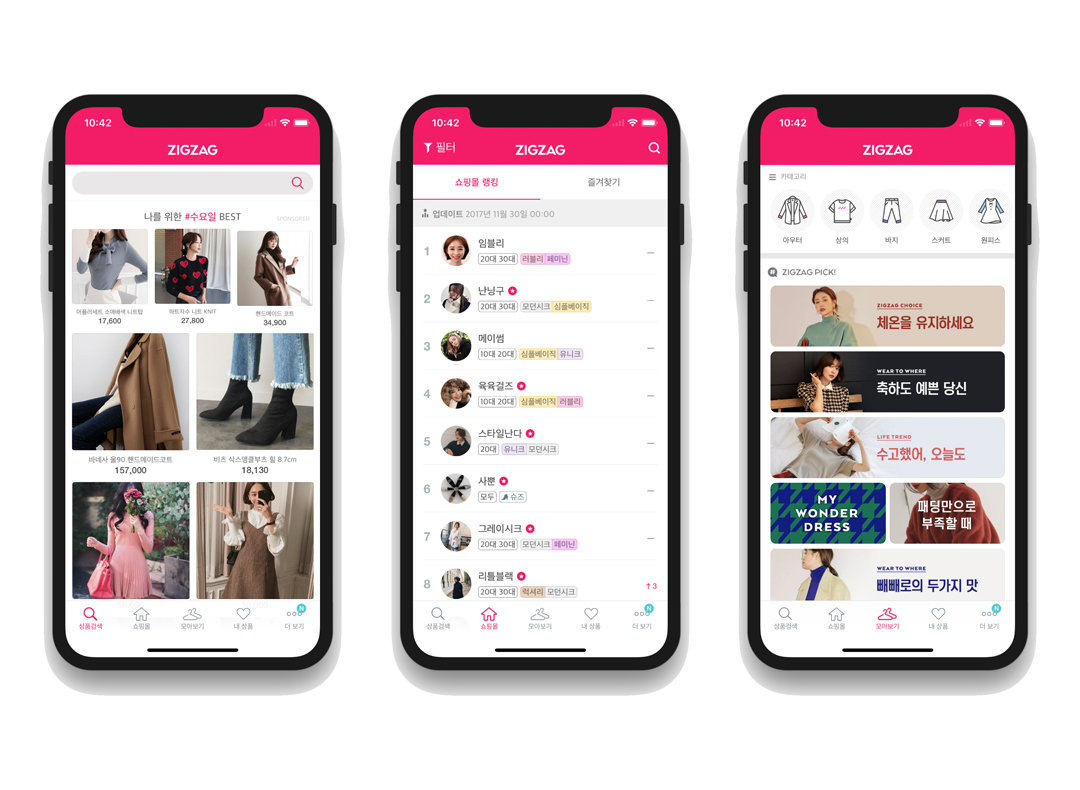 10:42
ZIGZAG
나를 위한 #수요일 BEST
SPONSORED
머플리세트 소매배색 니트탑
17,600
하트자수 니트 KNIT
27,800
핸드메이드 코트
34,900
바네사 울90 핸드메이드코트
157,000
비즈 삭스앵클부츠 힐 8.7cm
18,130
상품검색
쇼핑몰
모아보기
내 상품
N
더 보기
10:42
필터
ZIGZAG
쇼핑몰 랭킹
즐겨찾기
업데이트 2017년 11월 30일 00:00
1
임블리
20대 30대 러블리 페미닌
–
2
난닝구
20대 30대 모던시크 심플베이직
–
3
메이썸
10대 20대 심플베이직 유니크
–
4
육육걸즈
10대 20대 심플베이직 러블리
–
5
스타일난다
20대 유니크 모던시크
–
6
사뿐
모두 슈즈
–
7
그레이시크
20대 30대 모던시크 페미닌
–
8
리틀블랙
20대 30대 럭셔리 모던시크
↑3
상품검색
쇼핑몰
모아보기
내 상품
N
더 보기
10:42
ZIGZAG
카테고리
아우터
상의
바지
스커트
원피스
ZIGZAG PICK!
ZIGZAG CHOICE
체온을 유지하세요
WEAR TO WHERE
축하도 예쁜 당신
LIFE TREND
수고했어, 오늘도
MY
WONDER
DRESS
패딩만으로
부족할 때
WEAR TO WHERE
빼빼로의 두가지 맛
상품검색
쇼핑몰
모아보기
내 상품
N
더 보기